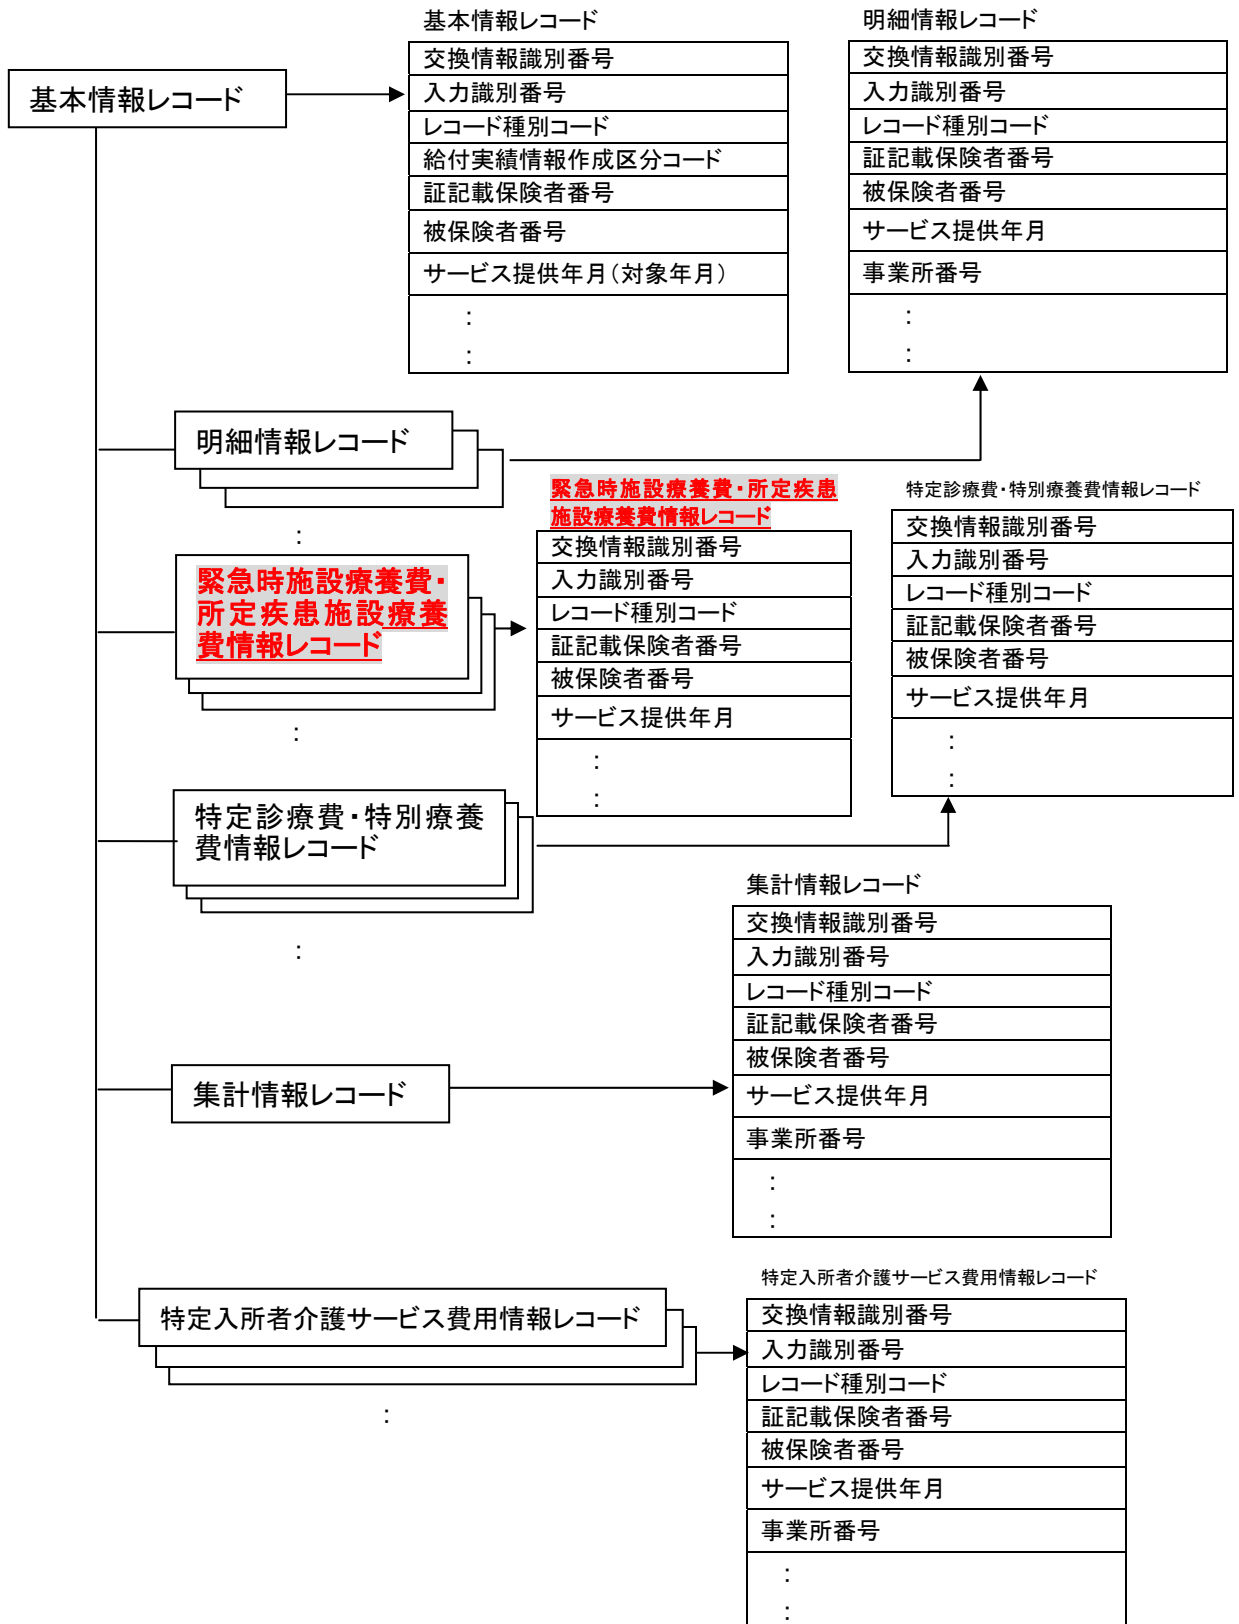 基本情報レコード
基本情報レコード
交換情報識別番号
入力識別番号
レコード種別コード
給付実績情報作成区分コード
証記載保険者番号
被保険者番号
サービス提供年月(対象年月)
:
:
明細情報レコード
交換情報識別番号
入力識別番号
レコード種別コード
証記載保険者番号
被保険者番号
サービス提供年月
事業所番号
:
:
明細情報レコード
:
緊急時施設療養費・
所定疾患施設療養
費情報レコード
:
緊急時施設療養費・所定疾患
施設療養費情報レコード
交換情報識別番号
入力識別番号
レコード種別コード
証記載保険者番号
被保険者番号
サービス提供年月
:
:
特定診療費・特別療養費情報レコード
交換情報識別番号
入力識別番号
レコード種別コード
証記載保険者番号
被保険者番号
サービス提供年月
:
:
特定診療費・特別療養
費情報レコード
:
集計情報レコード
集計情報レコード
交換情報識別番号
入力識別番号
レコード種別コード
証記載保険者番号
被保険者番号
サービス提供年月
事業所番号
:
:
特定入所者介護サービス費用情報レコード
:
特定入所者介護サービス費用情報レコード
交換情報識別番号
入力識別番号
レコード種別コード
証記載保険者番号
被保険者番号
サービス提供年月
事業所番号
:
: